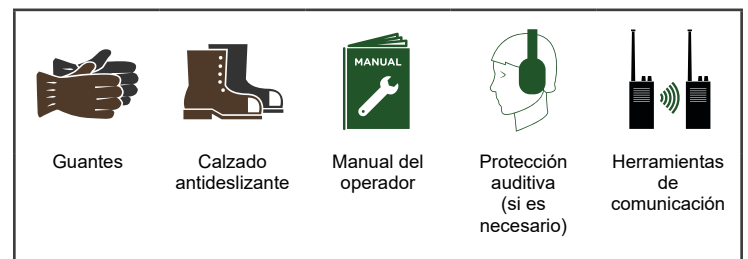 MANUAL
Guantes
Calzado
antideslizante
Manual del
operador
Protección
auditiva
(si es
necesario)
Herramientas
de
comunicación